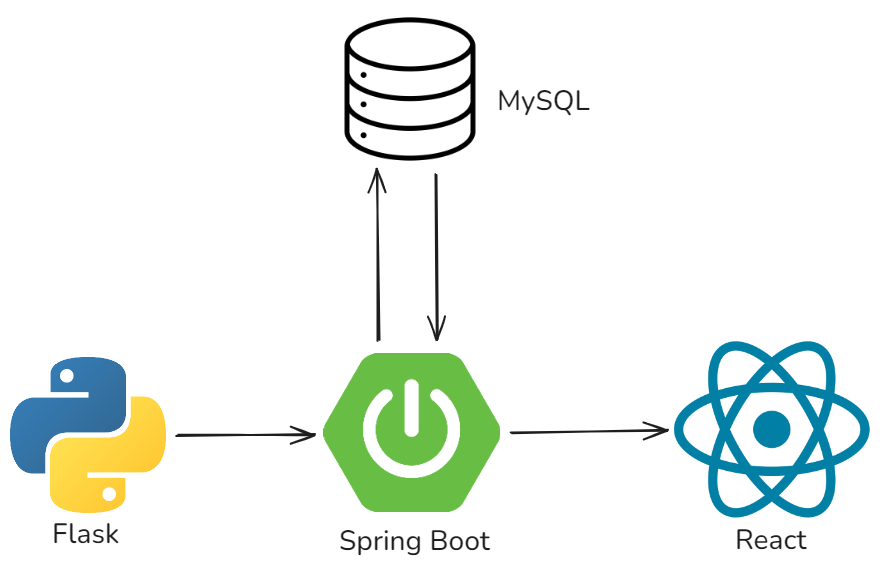 MySQL
Flask
Spring Boot
React